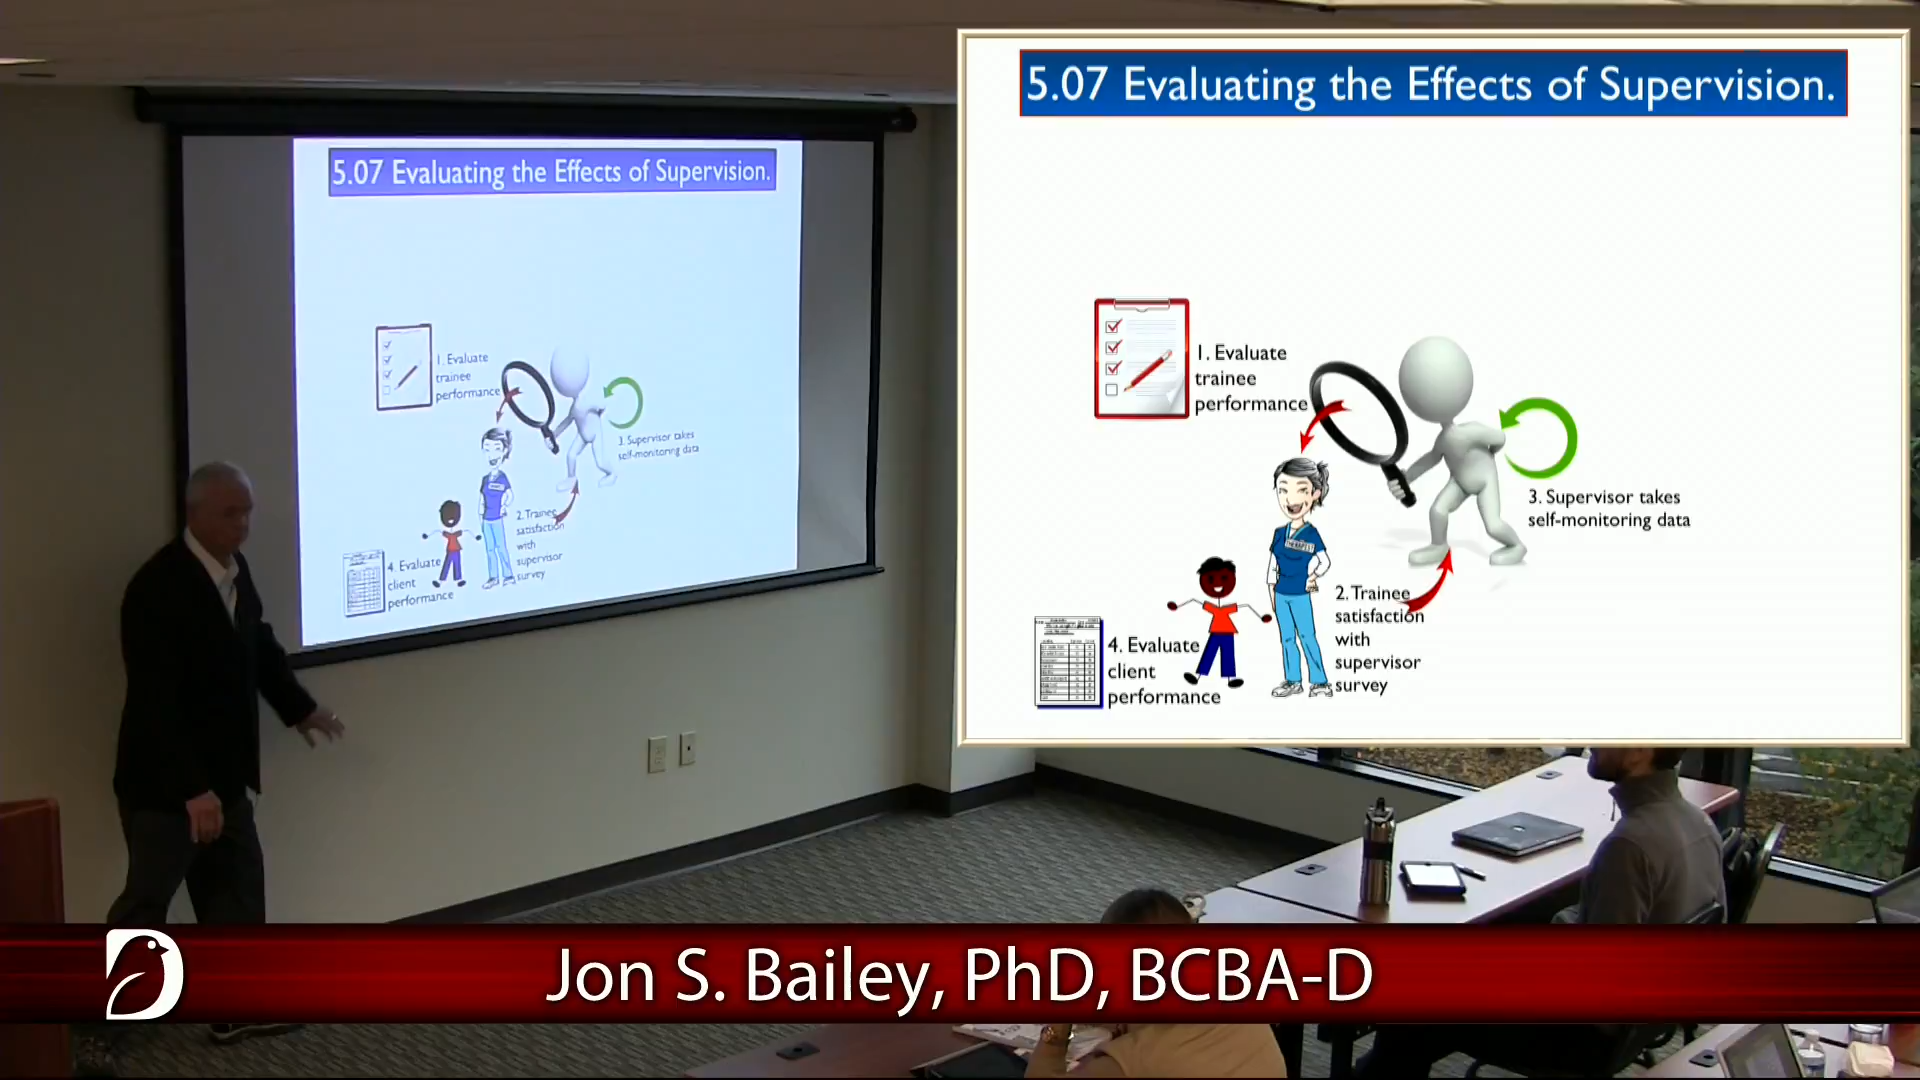 5.07 Evaluating the Effects of Supervision.
1. Evaluate
trainee
performance
3. Supervisor takes
self-monitoring data
2. Trainee
satisfaction
with
supervisor
survey
4. Evaluate
client
performance
THERAPIST
5.07 Evaluating the Effects of Supervision.
1. Evaluate
trainee
performance
3. Supervisor takes
self-monitoring data
2. Trainee
satisfaction
with
supervisor
survey
4. Evaluate
client
performance
Jon S. Bailey, PhD, BCBA-D